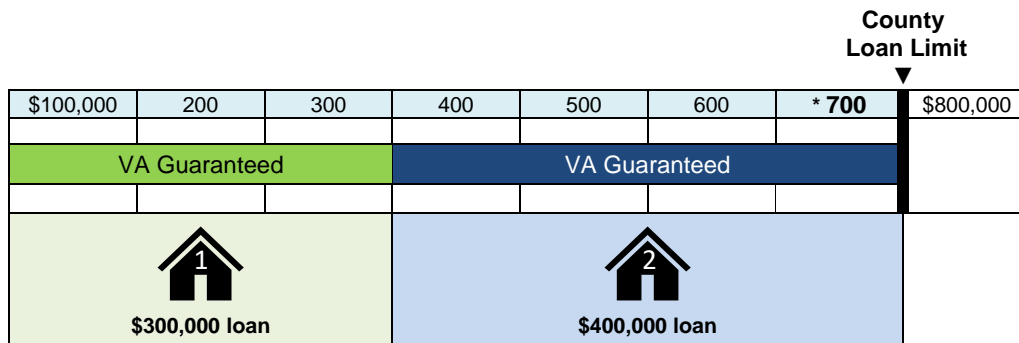 County
Loan Limit
▼
$100,000 200 300 400 500 600 * 700 $800,000
VA Guaranteed VA Guaranteed
1 2
$300,000 loan $400,000 loan